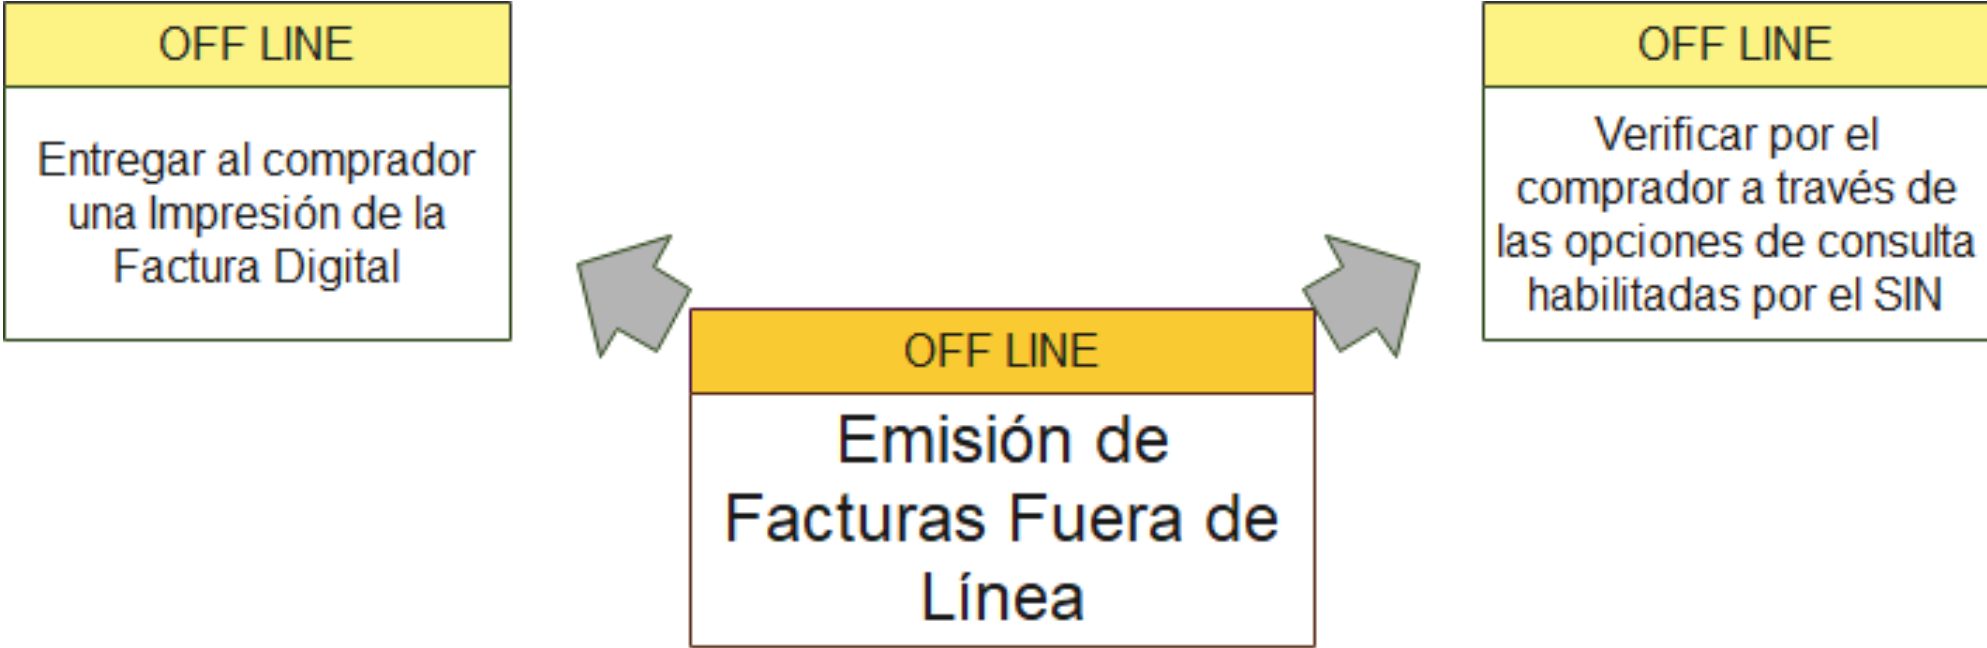 OFF LINE
Entregar al comprador
una Impresión de la
Factura Digital
OFF LINE
Verificar por el
comprador a través de
las opciones de consulta
habilitadas por el SIN
OFF LINE
Emisión de
Facturas Fuera de
Línea